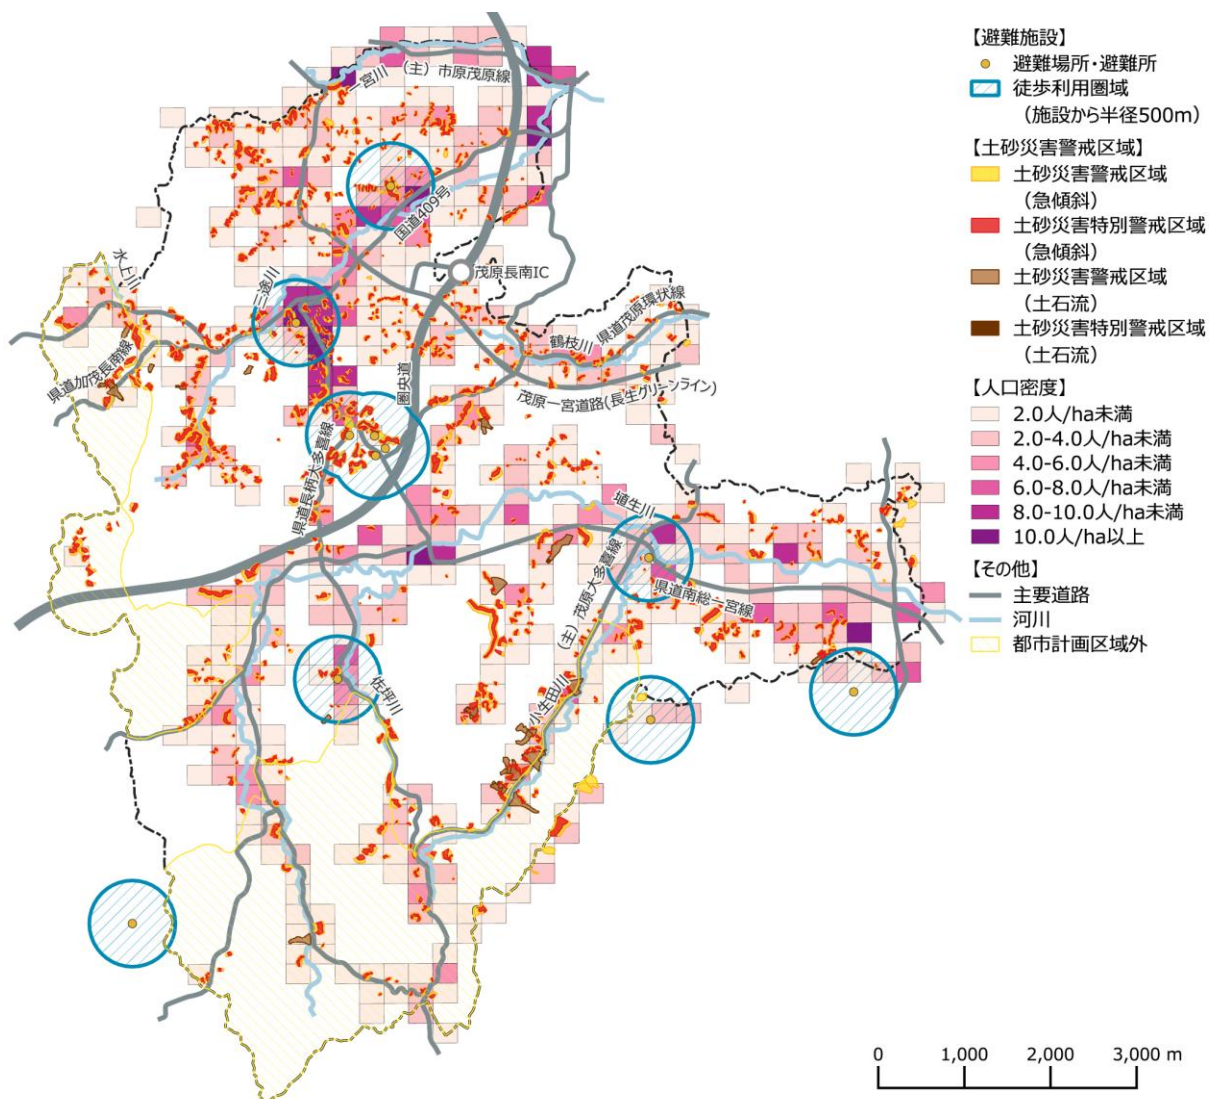 【避難施設】
避難場所・避難所
徒歩利用圏域
（施設から半径500m）
【土砂災害警戒区域】
土砂災害警戒区域
（急傾斜）
土砂災害特別警戒区域
（急傾斜）
土砂災害警戒区域
（土石流）
土砂災害特別警戒区域
（土石流）
【人口密度】
2.0人/ha未満
2.0-4.0人/ha未満
4.0-6.0人/ha未満
6.0-8.0人/ha未満
8.0-10.0人/ha未満
10.0人/ha以上
【その他】
主要道路
河川
都市計画区域外
一宮川
（主）市原茂原線
国道409号
水上川
三途川
茂原長南IC
県道加茂長南線
鶴枝川
県道茂原環状線
圏央道
茂原一宮道路(長生グリーンライン)
県道長柄大多喜線
埴生川
（主）茂原大多喜線
県道南総一宮線
佐坪川
小生田川
0 1,000 2,000 3,000 m